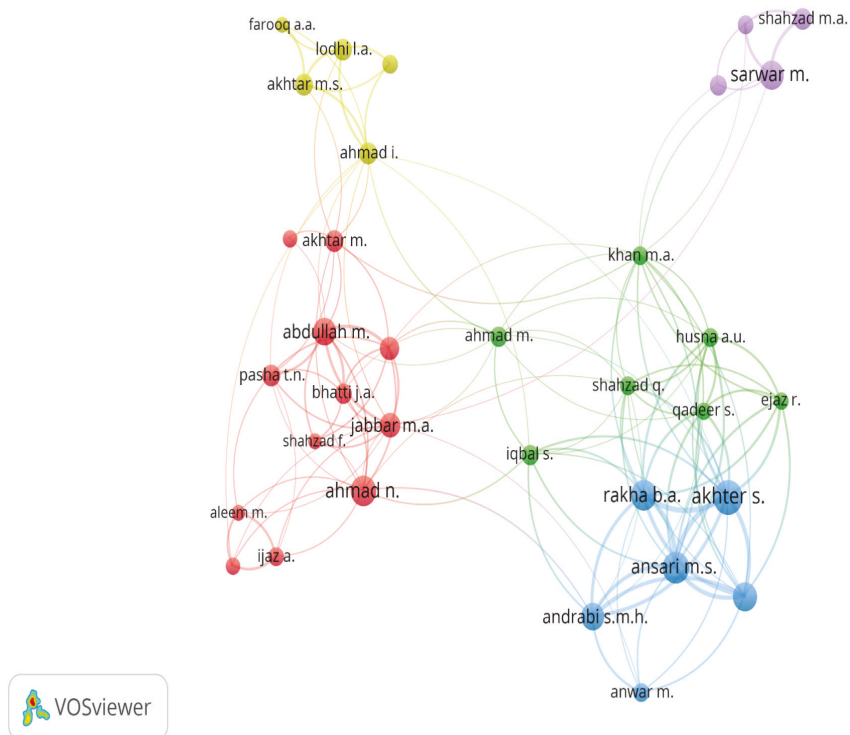 farooq a.a.
shahzad m.a.
lodhi l.a.
sarwar m.
akhtar m.s.
ahmad i.
akhtar m.
khan m.a.
abdullah m.
ahmad m.
husna a.u.
pasha t.n.
shahzad q.
bhatti j.a.
ejaz r.
qadeer s.
jabbar m.a.
shahzad f.
iqbal s.
ahmad n.
rakha b.a.
akhter s.
aleem m.
ijaz a.
ansari m.s.
andrabi s.m.h.
anwar m.
VOSviewer